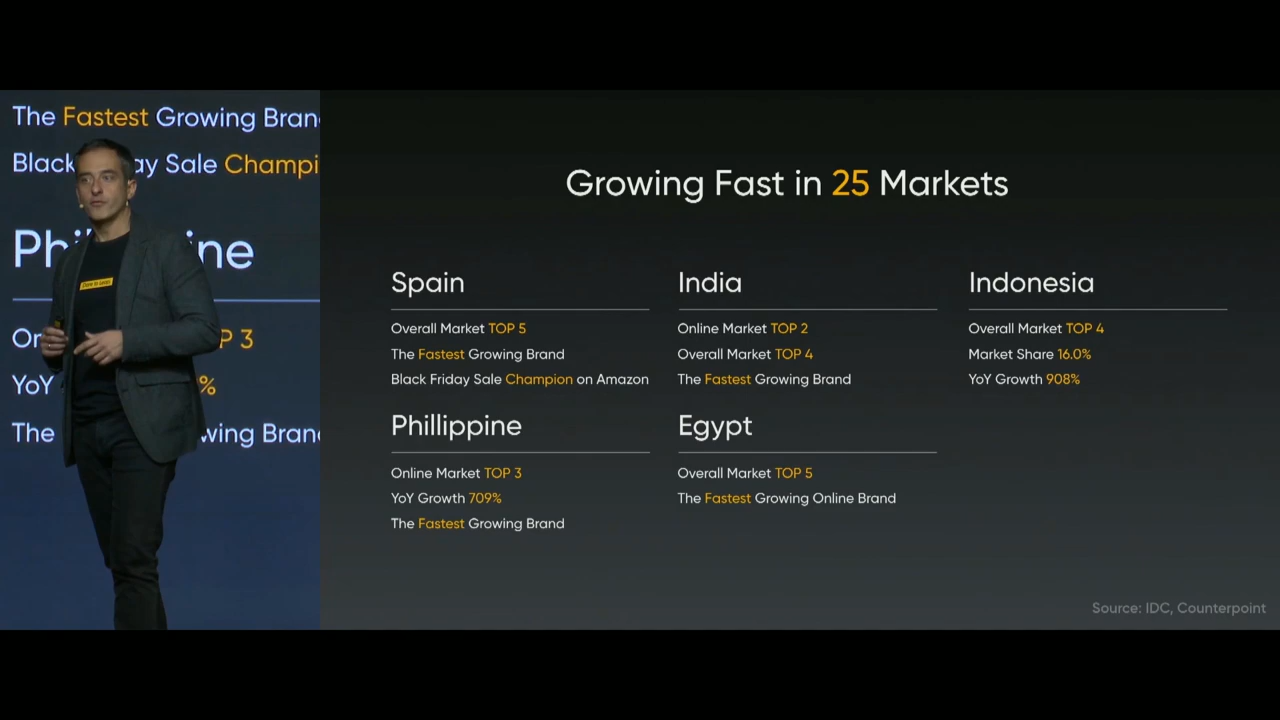 The Fastest Growing Bran
Black ay Sale Champi
ne
P 3
YoY %
The wing Bran
Dare to Leap
Growing Fast in 25 Markets
Spain
Overall Market TOP 5
The Fastest Growing Brand
Black Friday Sale Champion on Amazon
India
Online Market TOP 2
Overall Market TOP 4
The Fastest Growing Brand
Indonesia
Overall Market TOP 4
Market Share 16.0%
YoY Growth 908%
Phillippine
Online Market TOP 3
YoY Growth 709%
The Fastest Growing Brand
Egypt
Overall Market TOP 5
The Fastest Growing Online Brand
Source: IDC, Counterpoint